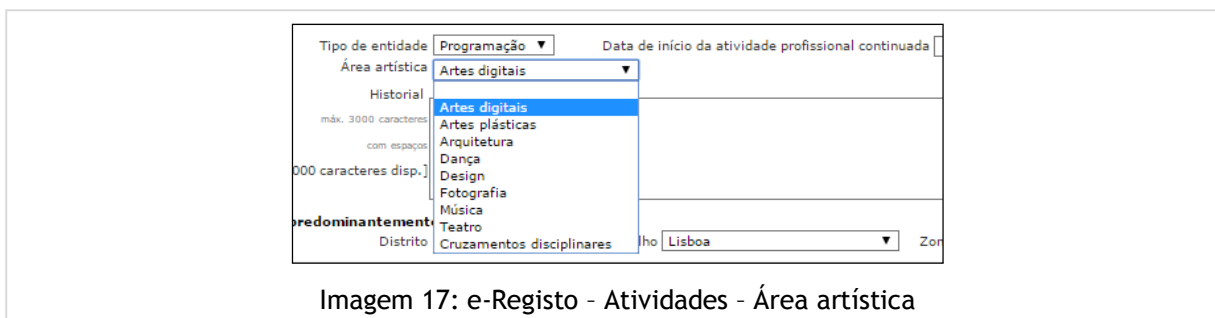 Tipo de entidade Programação ▼ Data de início da atividade profissional continuada
Área artística Artes digitais ▼
Historial
Artes digitais
máx. 3000 caracteres Artes plásticas
com espaços Arquitetura
Dança
000 caracteres disp.] Design
Fotografia
Música
predominantemente Teatro
Distrito Cruzamentos disciplinares lho Lisboa ▼ Zon
Imagem 17: e-Registo – Atividades – Área artística